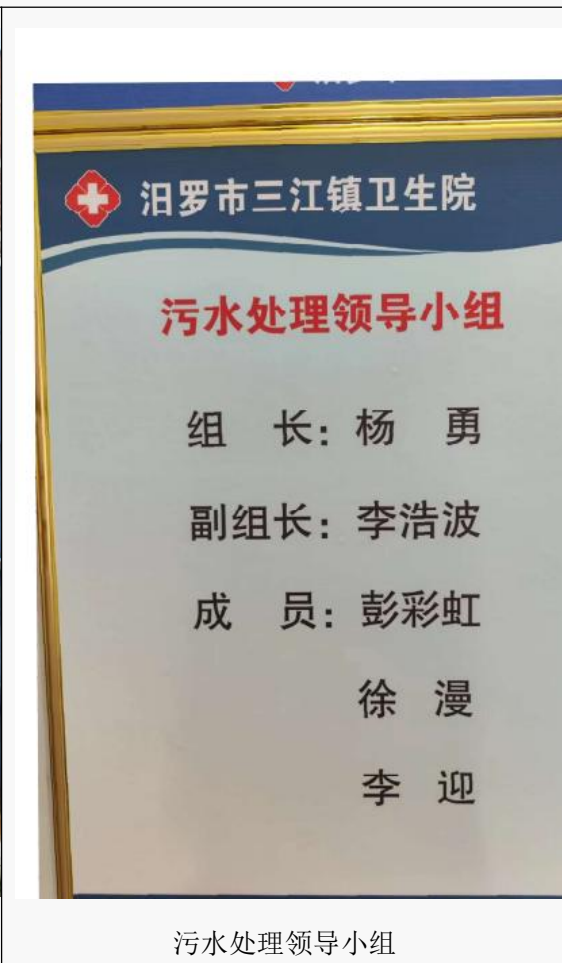 汨罗市三江镇卫生院
污水处理领导小组
组 长：杨 勇
副组长：李浩波
成 员：彭彩虹
徐 漫
李 迎
污水处理领导小组